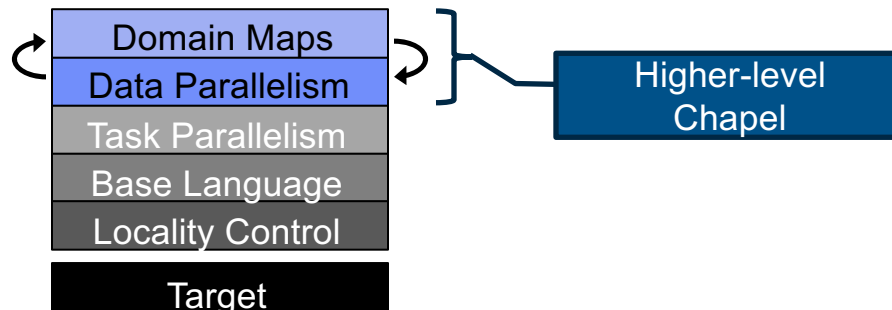 Domain Maps
Data Parallelism
Task Parallelism
Base Language
Locality Control
Target
Higher-level
Chapel